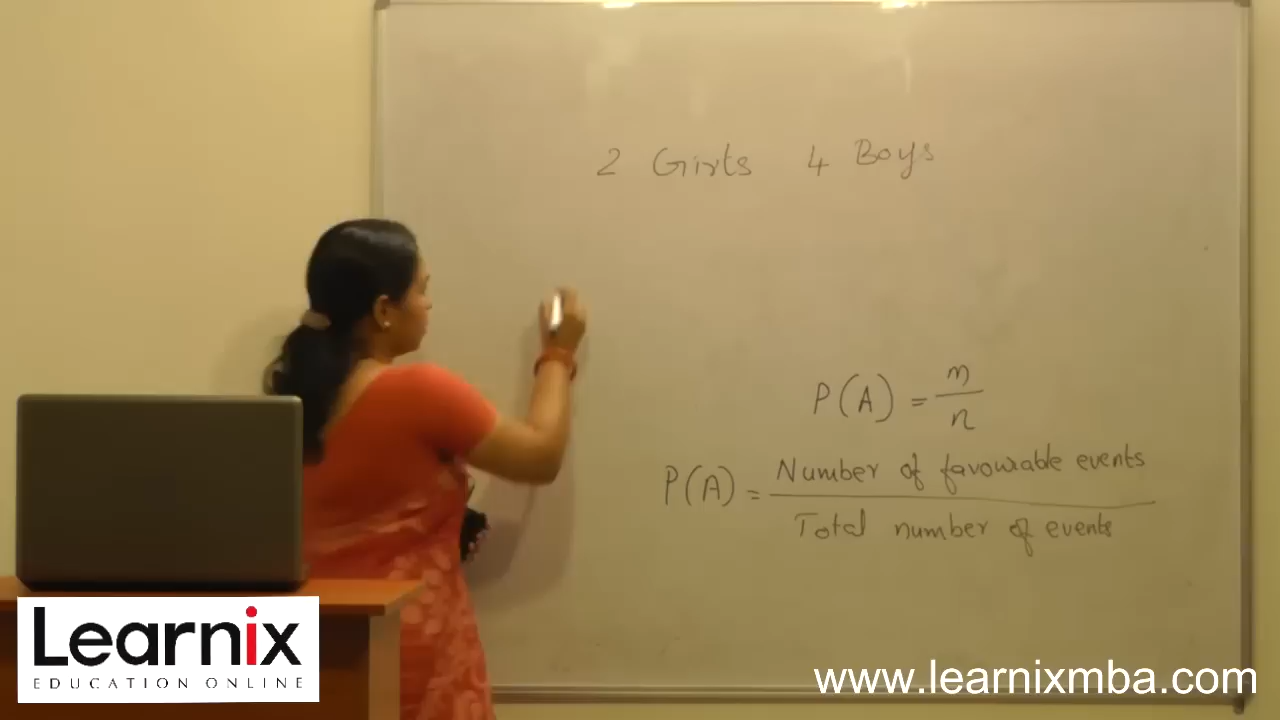 2 Girls 4 Boys
P(A) = m/n
P(A) = Number of favourable events / Total number of events
Learnix
EDUCATION ONLINE
www.learnixmba.com